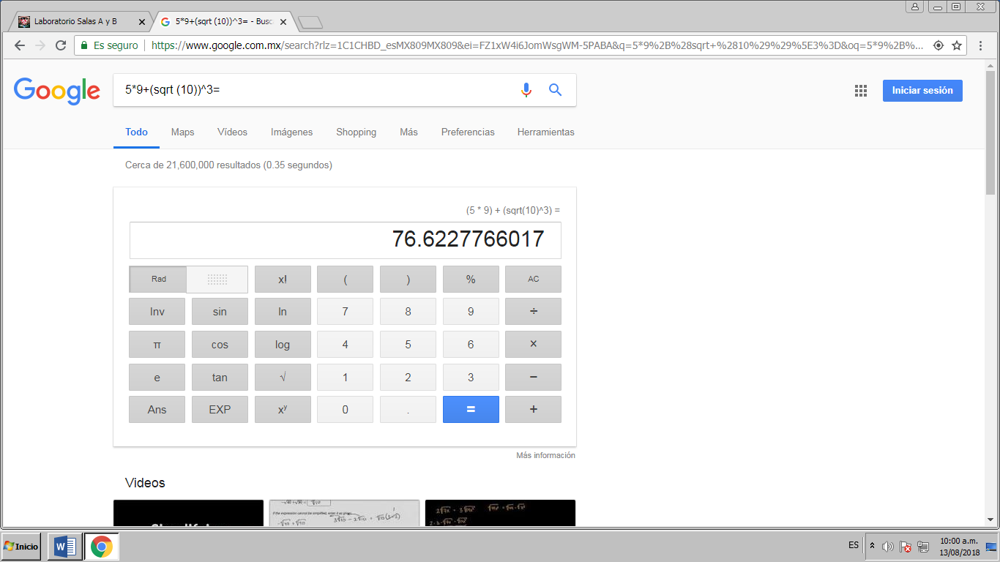 Laboratorio Salas A y B
5*9+(sqrt (10))^3= - Busc
Es seguro
https://www.google.com.mx/search?rlz=1C1CHBD_esMX809MX809&ei=FZ1xW4i6JomWsgWM-5PABA&q=5*9%2B%28sqrt+%2810%29%29%5E3%3D&oq=5*9%2B%...
Google
5*9+(sqrt (10))^3=
Iniciar sesión
Todo Maps Vídeos Imágenes Shopping Más Preferencias Herramientas
Cerca de 21,600,000 resultados (0.35 segundos)
(5 * 9) + (sqrt(10)^3) =
76.6227766017
Rad x! ( ) % AC
Inv sin ln 7 8 9 ÷
π cos log 4 5 6 ×
e tan √ 1 2 3 −
Ans EXP xʸ 0 . = +
Más información
Videos
Inicio
ES
10:00 a.m.
13/08/2018